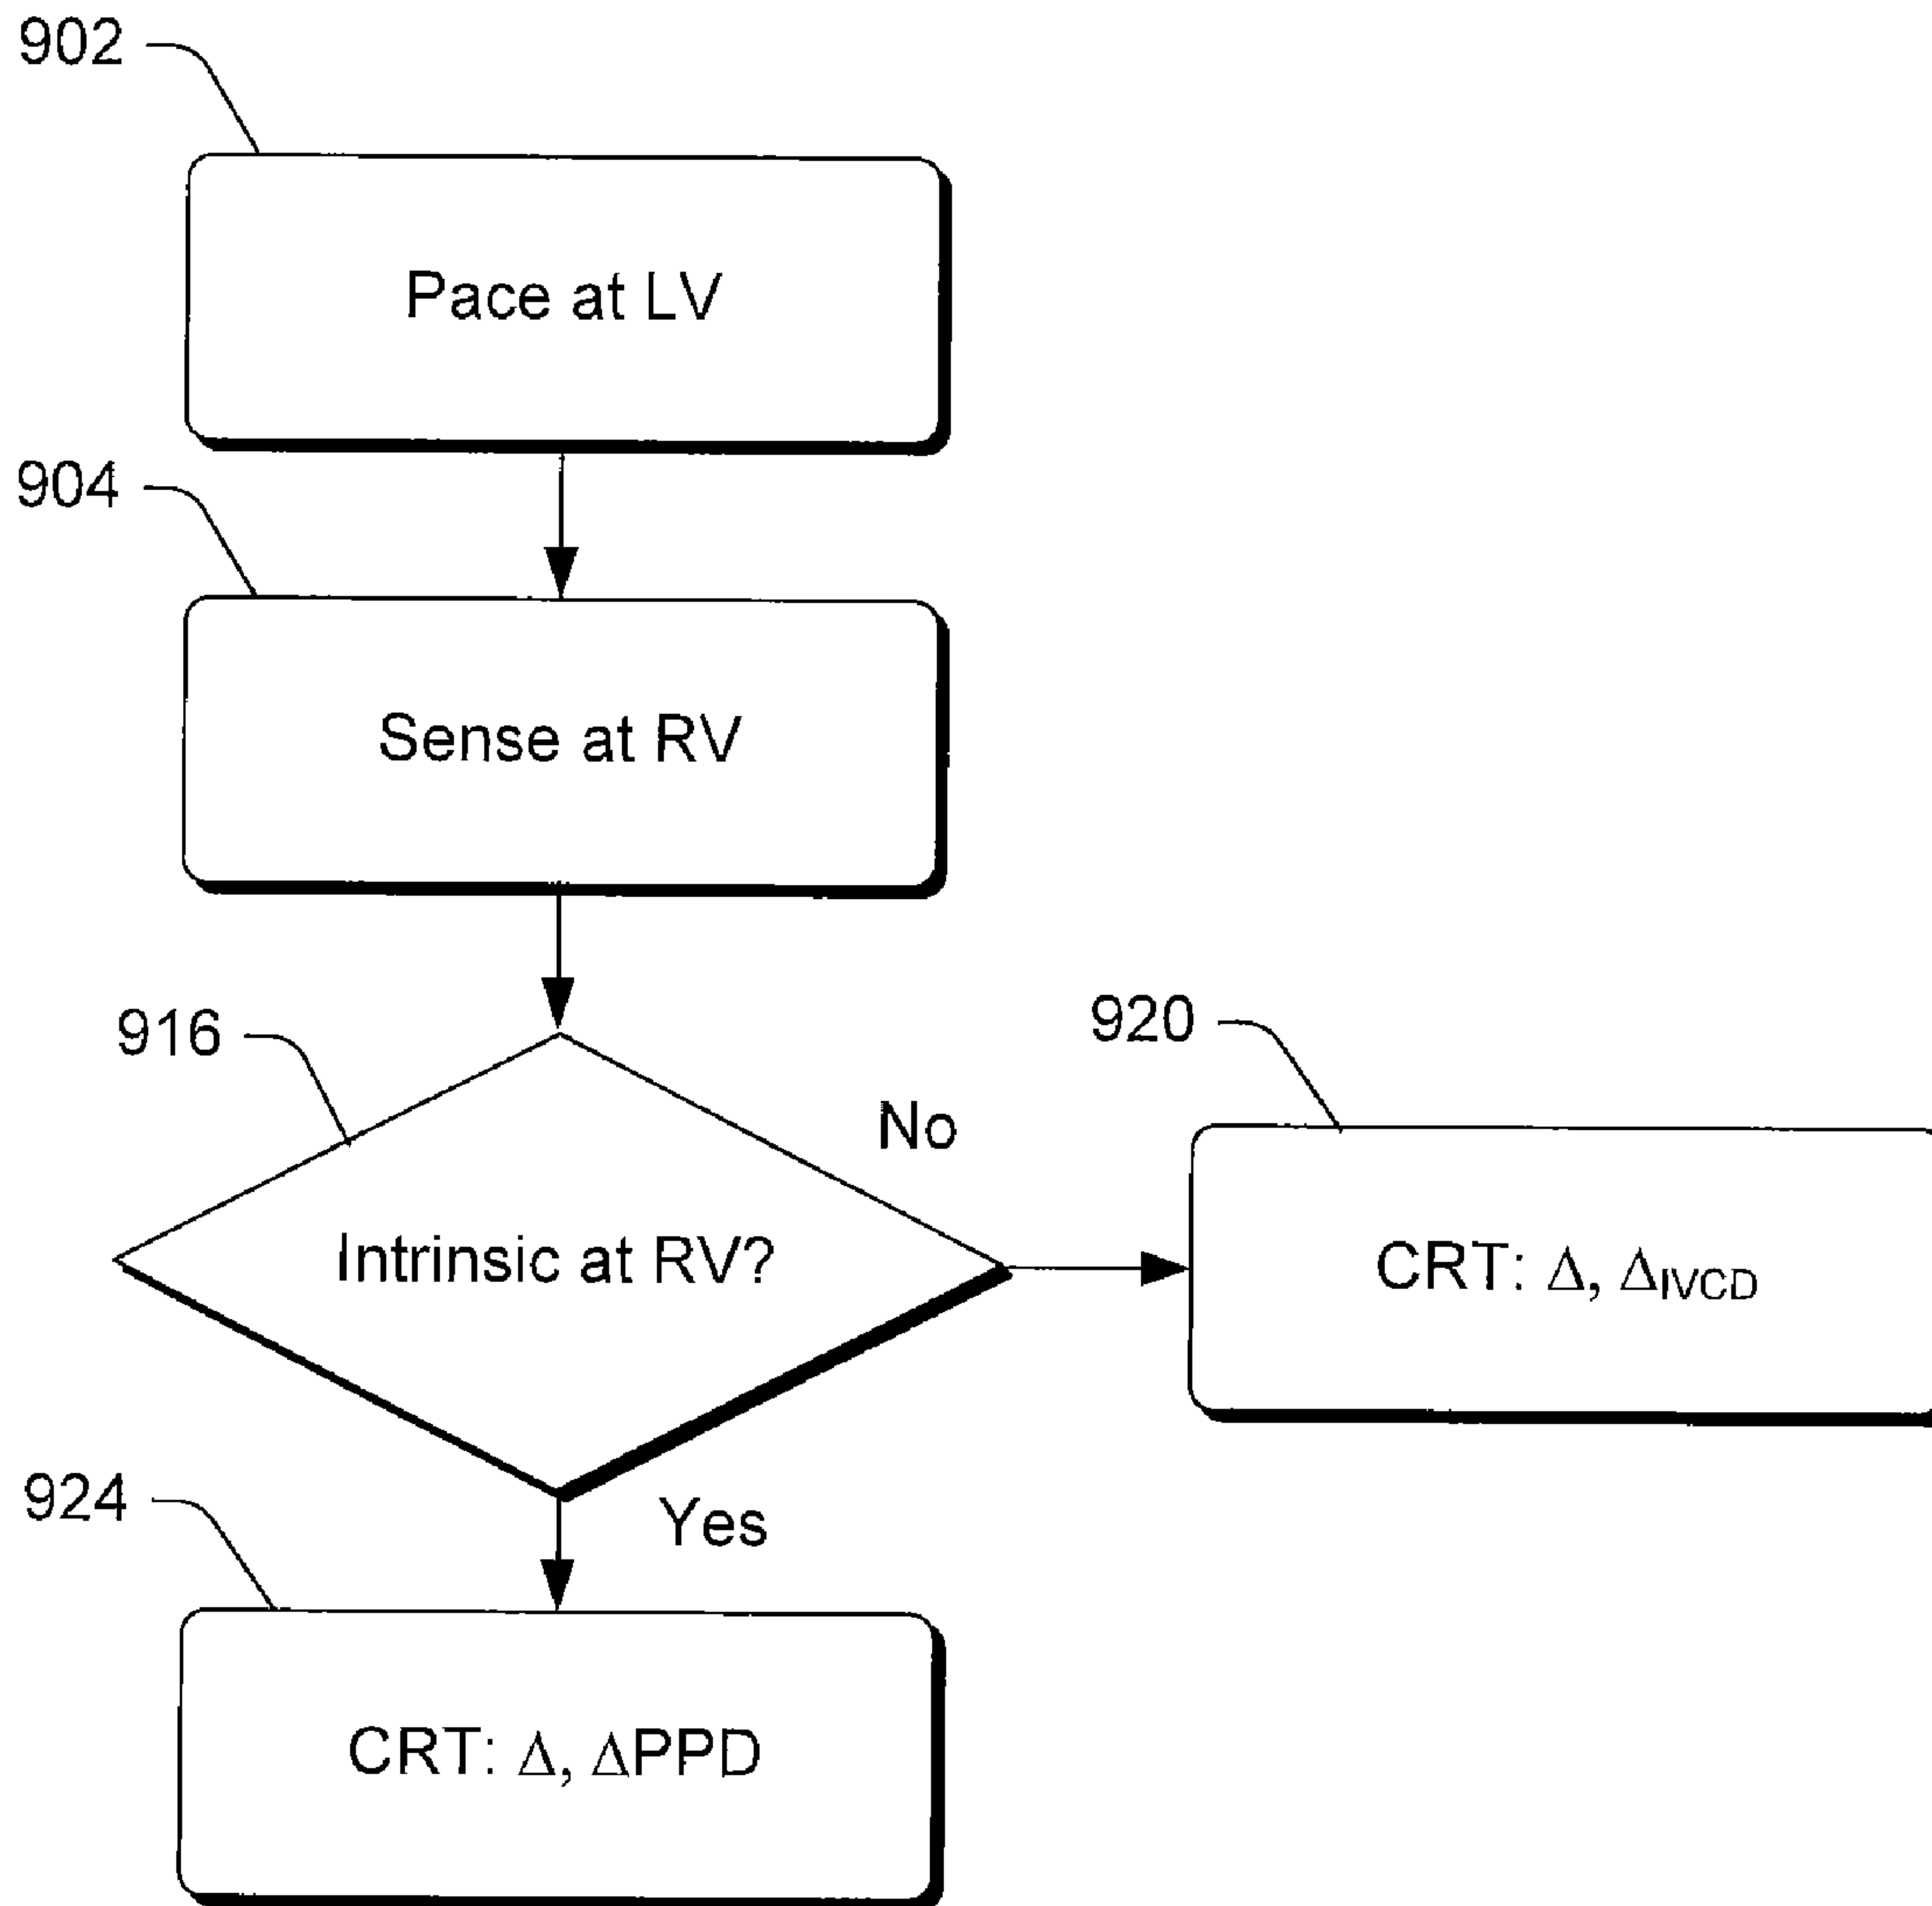 902
Pace at LV
904
Sense at RV
916
920
No
Intrinsic at RV?
CRT: Δ, ΔIVCD
924
Yes
CRT: Δ, ΔPPD